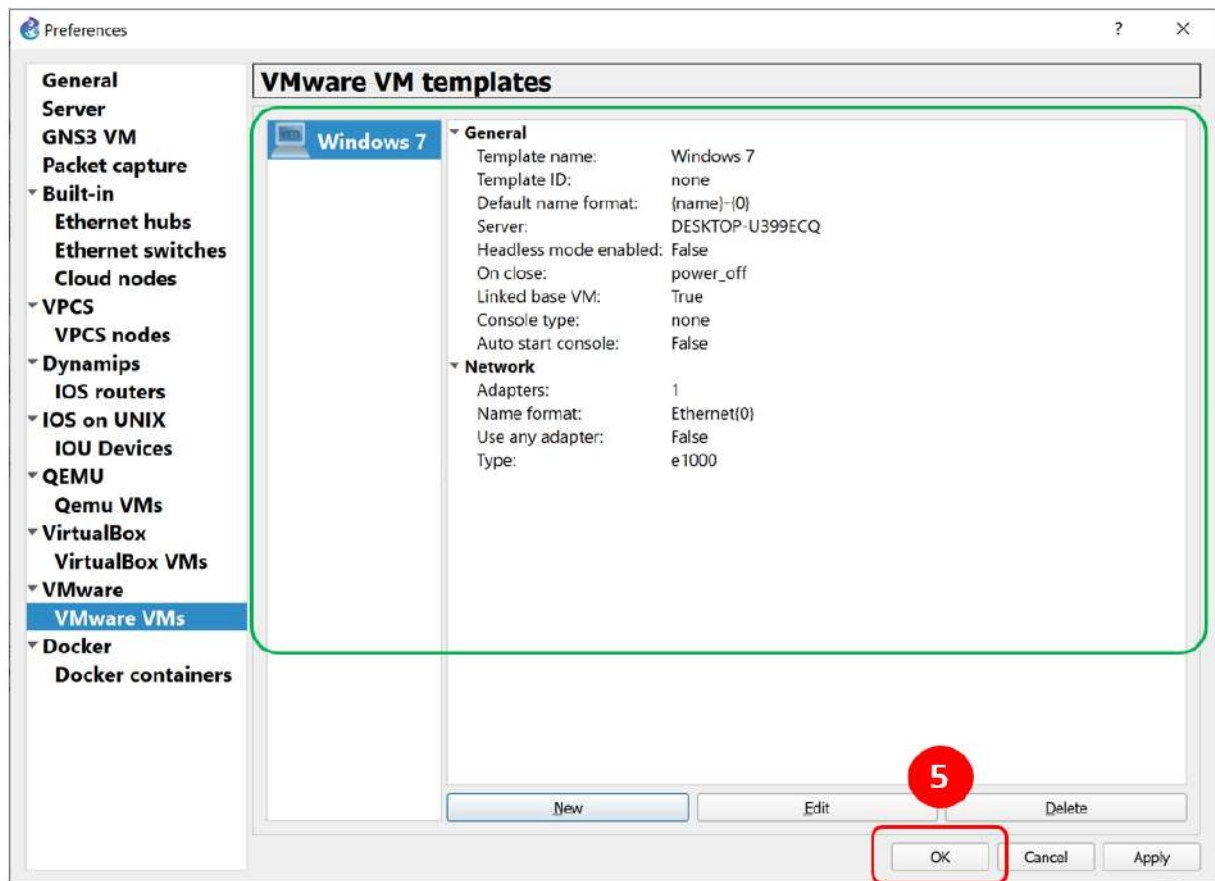 Preferences
?
General
Server
GNS3 VM
Packet capture
Built-in
Ethernet hubs
Ethernet switches
Cloud nodes
VPCS
VPCS nodes
Dynamips
IOS routers
IOS on UNIX
IOU Devices
QEMU
Qemu VMs
VirtualBox
VirtualBox VMs
VMware
VMware VMs
Docker
Docker containers
VMware VM templates
Windows 7
General
Template name: Windows 7
Template ID: none
Default name format: {name}-{0}
Server: DESKTOP-U399ECQ
Headless mode enabled: False
On close: power_off
Linked base VM: True
Console type: none
Auto start console: False
Network
Adapters: 1
Name format: Ethernet{0}
Use any adapter: False
Type: e1000
5
New Edit Delete
OK Cancel Apply